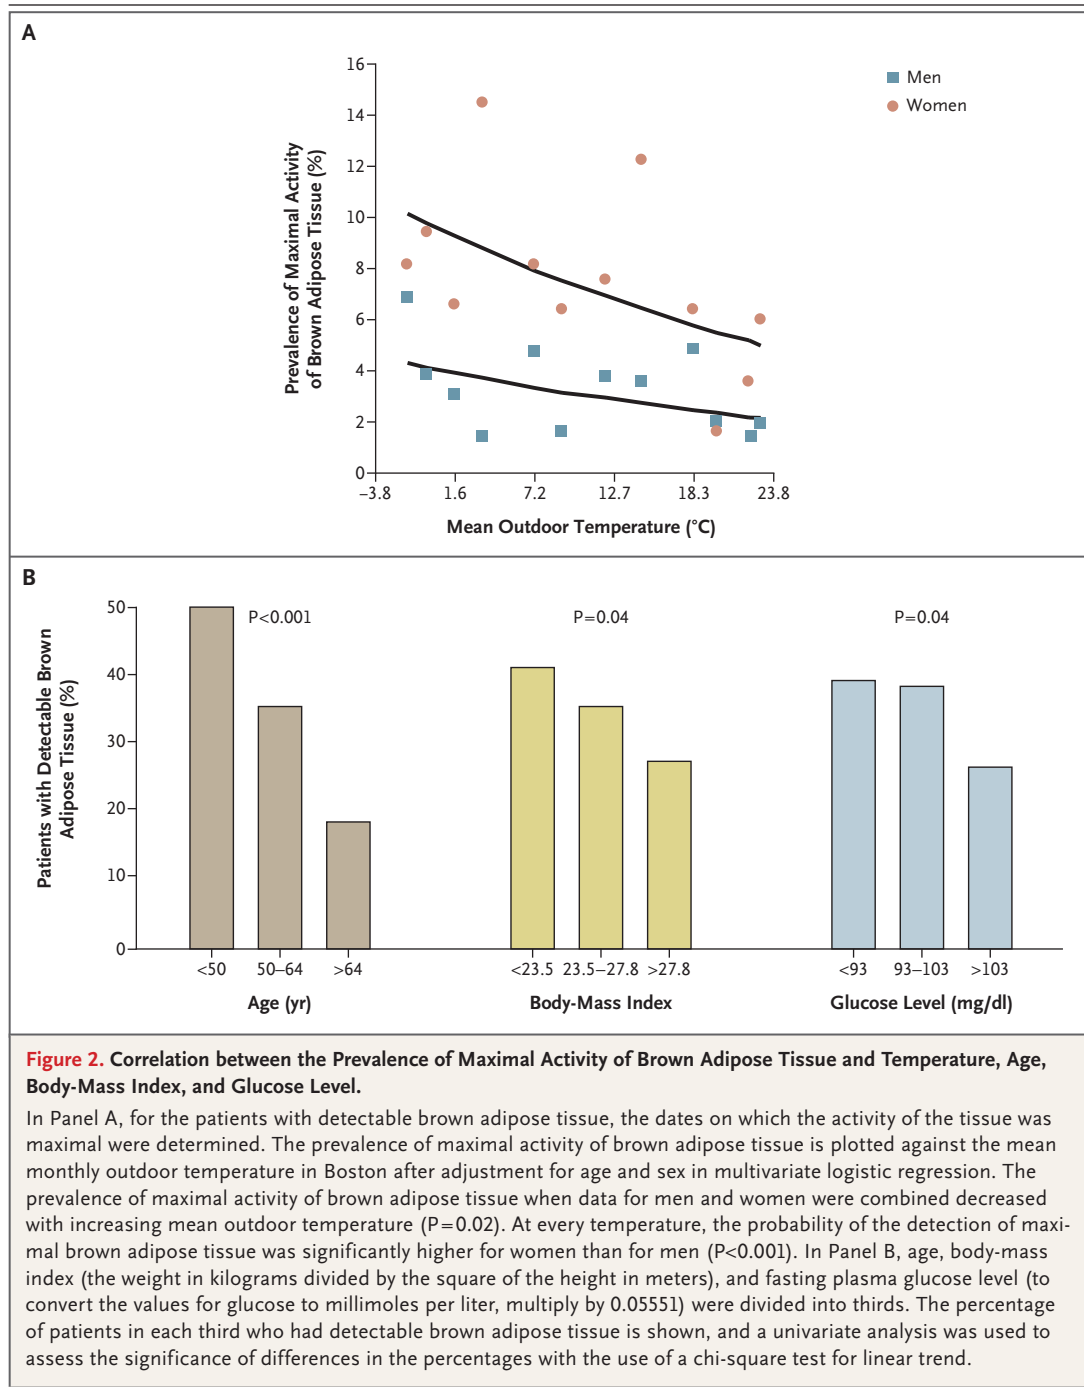 A
16
14
12
10
8
6
4
2
0
Prevalence of Maximal Activity
of Brown Adipose Tissue (%)
Men
Women
−3.8 1.6 7.2 12.7 18.3 23.8
Mean Outdoor Temperature (°C)
B
50
40
30
20
10
0
Patients with Detectable Brown
Adipose Tissue (%)
P<0.001 P=0.04 P=0.04
<50 50–64 >64 <23.5 23.5–27.8 >27.8 <93 93–103 >103
Age (yr) Body-Mass Index Glucose Level (mg/dl)
Figure 2. Correlation between the Prevalence of Maximal Activity of Brown Adipose Tissue and Temperature, Age,
Body-Mass Index, and Glucose Level.
In Panel A, for the patients with detectable brown adipose tissue, the dates on which the activity of the tissue was
maximal were determined. The prevalence of maximal activity of brown adipose tissue is plotted against the mean
monthly outdoor temperature in Boston after adjustment for age and sex in multivariate logistic regression. The
prevalence of maximal activity of brown adipose tissue when data for men and women were combined decreased
with increasing mean outdoor temperature (P=0.02). At every temperature, the probability of the detection of maxi-
mal brown adipose tissue was significantly higher for women than for men (P<0.001). In Panel B, age, body-mass
index (the weight in kilograms divided by the square of the height in meters), and fasting plasma glucose level (to
convert the values for glucose to millimoles per liter, multiply by 0.05551) were divided into thirds. The percentage
of patients in each third who had detectable brown adipose tissue is shown, and a univariate analysis was used to
assess the significance of differences in the percentages with the use of a chi-square test for linear trend.